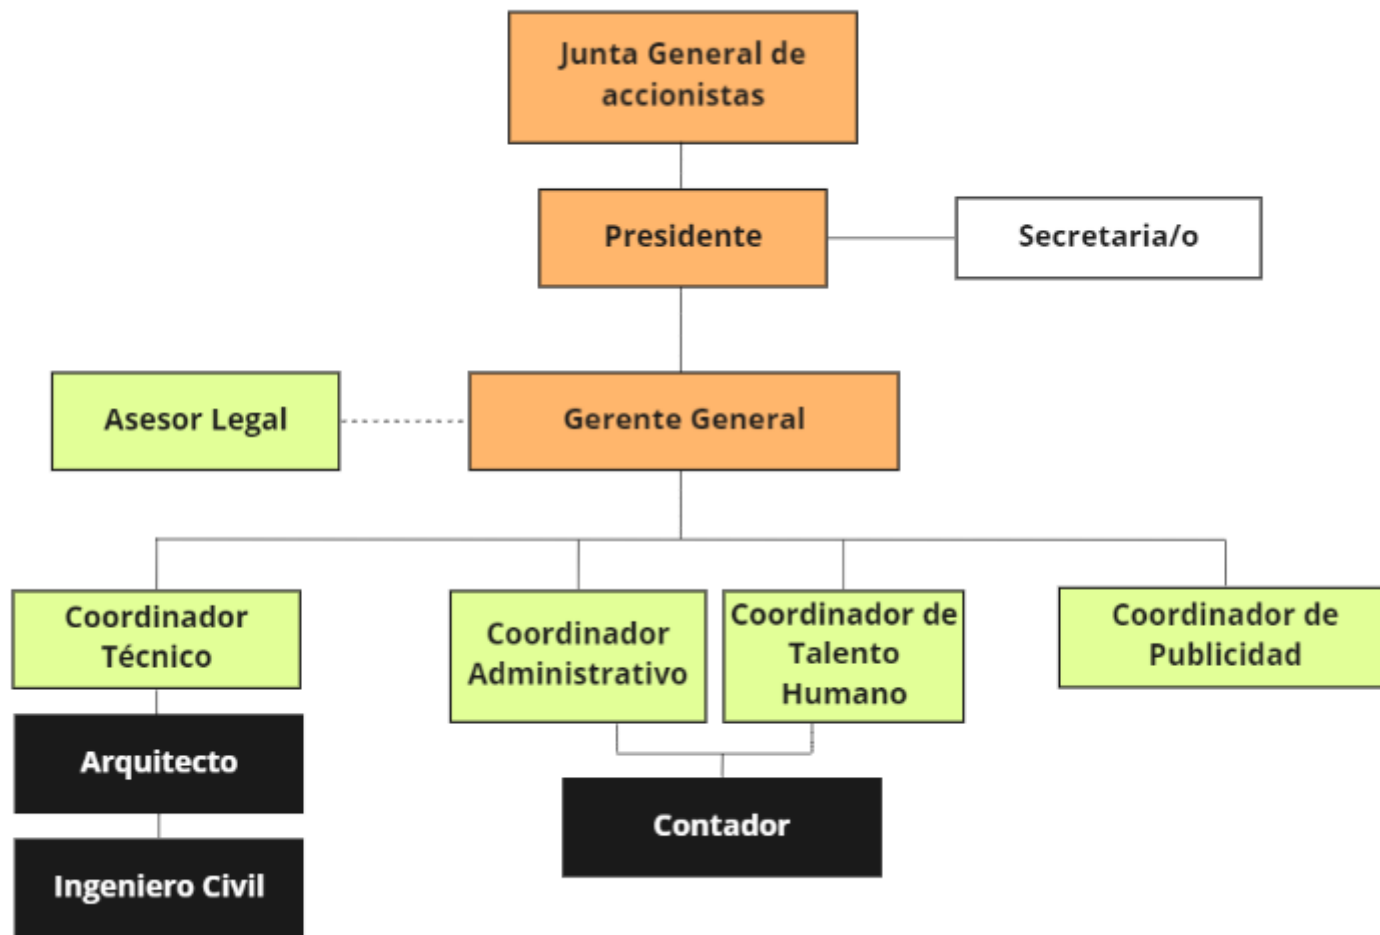 Junta General de
accionistas
Presidente
Secretaria/o
Asesor Legal
Gerente General
Coordinador
Técnico
Coordinador
Administrativo
Coordinador de
Talento
Humano
Coordinador de
Publicidad
Arquitecto
Contador
Ingeniero Civil